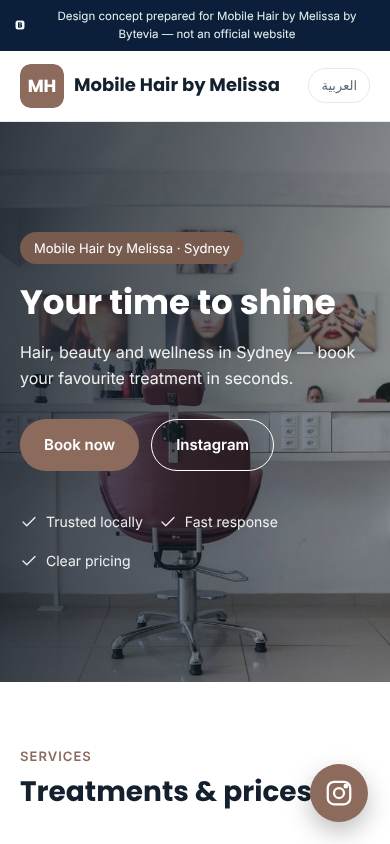 Design concept prepared for Mobile Hair by Melissa by
Bytevia — not an official website
MH
Mobile Hair by Melissa
العربية
Mobile Hair by Melissa · Sydney
Your time to shine
Hair, beauty and wellness in Sydney — book
your favourite treatment in seconds.
Book now
Instagram
Trusted locally
Fast response
Clear pricing
SERVICES
Treatments & prices